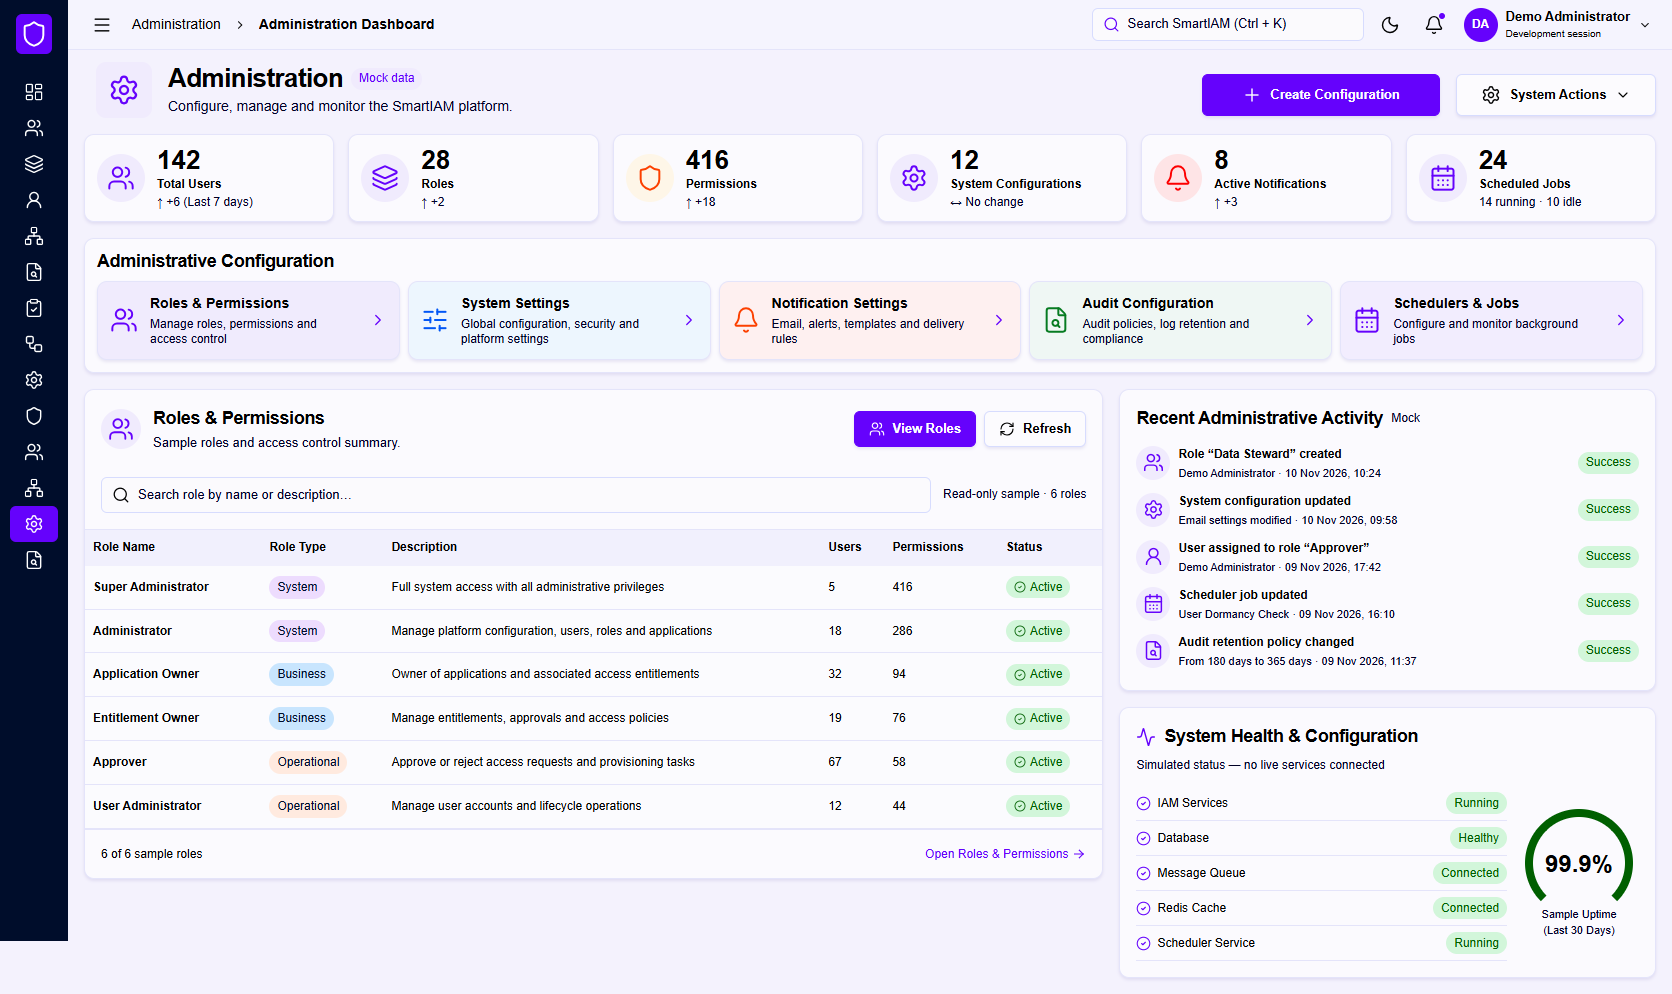 Administration > Administration Dashboard
Search SmartIAM (Ctrl + K)
DA
Demo Administrator
Development session
Administration Mock data
Configure, manage and monitor the SmartIAM platform.
Create Configuration
System Actions
142
Total Users
↑ +6 (Last 7 days)
28
Roles
↑ +2
416
Permissions
↑ +18
12
System Configurations
↔ No change
8
Active Notifications
↑ +3
24
Scheduled Jobs
14 running · 10 idle
Administrative Configuration
Roles & Permissions
Manage roles, permissions and
access control
System Settings
Global configuration, security and
platform settings
Notification Settings
Email, alerts, templates and delivery
rules
Audit Configuration
Audit policies, log retention and
compliance
Schedulers & Jobs
Configure and monitor background
jobs
Roles & Permissions
Sample roles and access control summary.
View Roles
Refresh
Search role by name or description…
Read-only sample · 6 roles
Role Name Role Type Description Users Permissions Status
Super Administrator System Full system access with all administrative privileges 5 416 Active
Administrator System Manage platform configuration, users, roles and applications 18 286 Active
Application Owner Business Owner of applications and associated access entitlements 32 94 Active
Entitlement Owner Business Manage entitlements, approvals and access policies 19 76 Active
Approver Operational Approve or reject access requests and provisioning tasks 67 58 Active
User Administrator Operational Manage user accounts and lifecycle operations 12 44 Active
6 of 6 sample roles
Open Roles & Permissions →
Recent Administrative Activity Mock
Role “Data Steward” created
Demo Administrator · 10 Nov 2026, 10:24
Success
System configuration updated
Email settings modified · 10 Nov 2026, 09:58
Success
User assigned to role “Approver”
Demo Administrator · 09 Nov 2026, 17:42
Success
Scheduler job updated
User Dormancy Check · 09 Nov 2026, 16:10
Success
Audit retention policy changed
From 180 days to 365 days · 09 Nov 2026, 11:37
Success
System Health & Configuration
Simulated status — no live services connected
IAM Services Running
Database Healthy
Message Queue Connected
Redis Cache Connected
Scheduler Service Running
99.9%
Sample Uptime
(Last 30 Days)